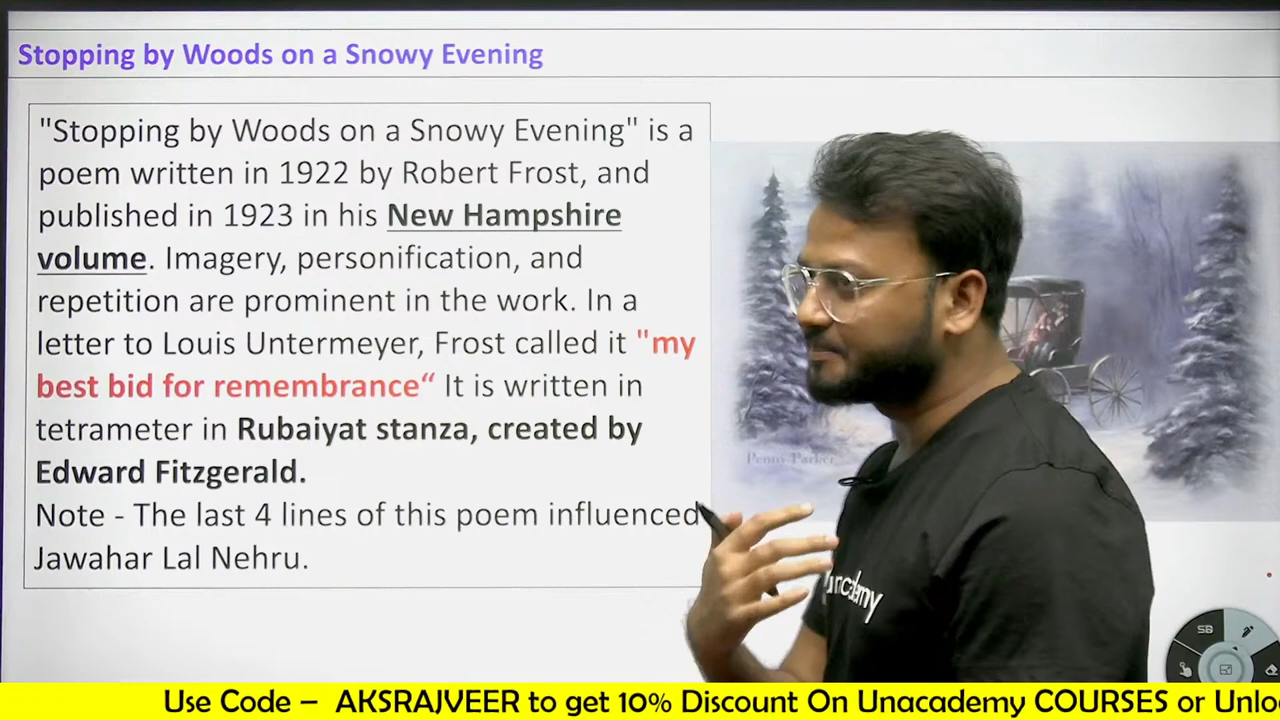 Stopping by Woods on a Snowy Evening
"Stopping by Woods on a Snowy Evening" is a
poem written in 1922 by Robert Frost, and
published in 1923 in his New Hampshire
volume. Imagery, personification, and
repetition are prominent in the work. In a
letter to Louis Untermeyer, Frost called it "my
best bid for remembrance“ It is written in
tetrameter in Rubaiyat stanza, created by
Edward Fitzgerald.
Note - The last 4 lines of this poem influenced
Jawahar Lal Nehru.
Penny Parker
unacademy
SB
Use Code – AKSRAJVEER to get 10% Discount On Unacademy COURSES or Unlo